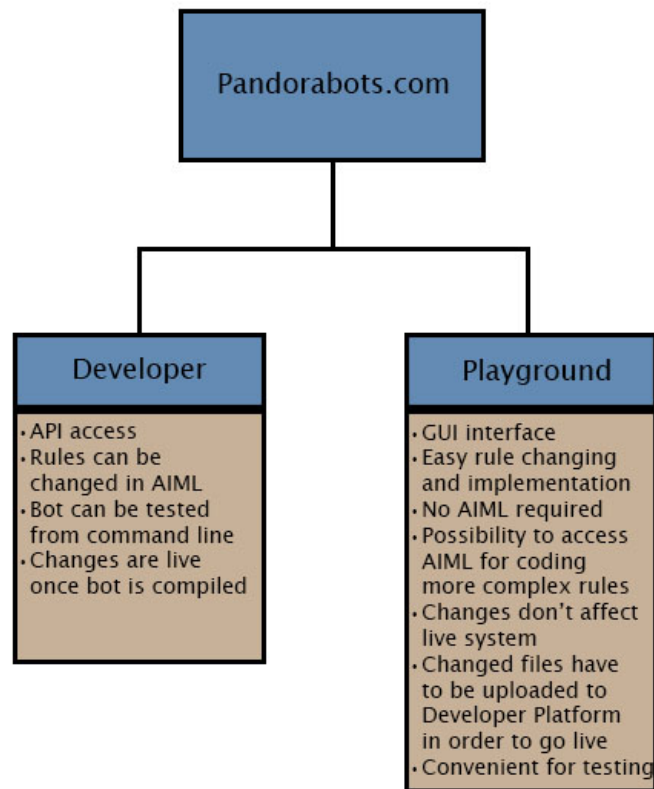 Pandorabots.com
Developer
• API access
• Rules can be
changed in AIML
• Bot can be tested
from command line
• Changes are live
once bot is compiled
Playground
• GUI interface
• Easy rule changing
and implementation
• No AIML required
• Possibility to access
AIML for coding
more complex rules
• Changes don't affect
live system
• Changed files have
to be uploaded to
Developer Platform
in order to go live
• Convenient for testing